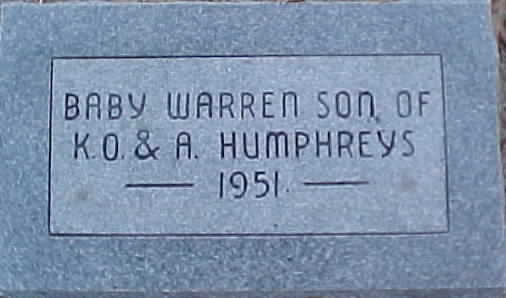 BABY WARREN SON OF
K.O. & A. HUMPHREYS
1951